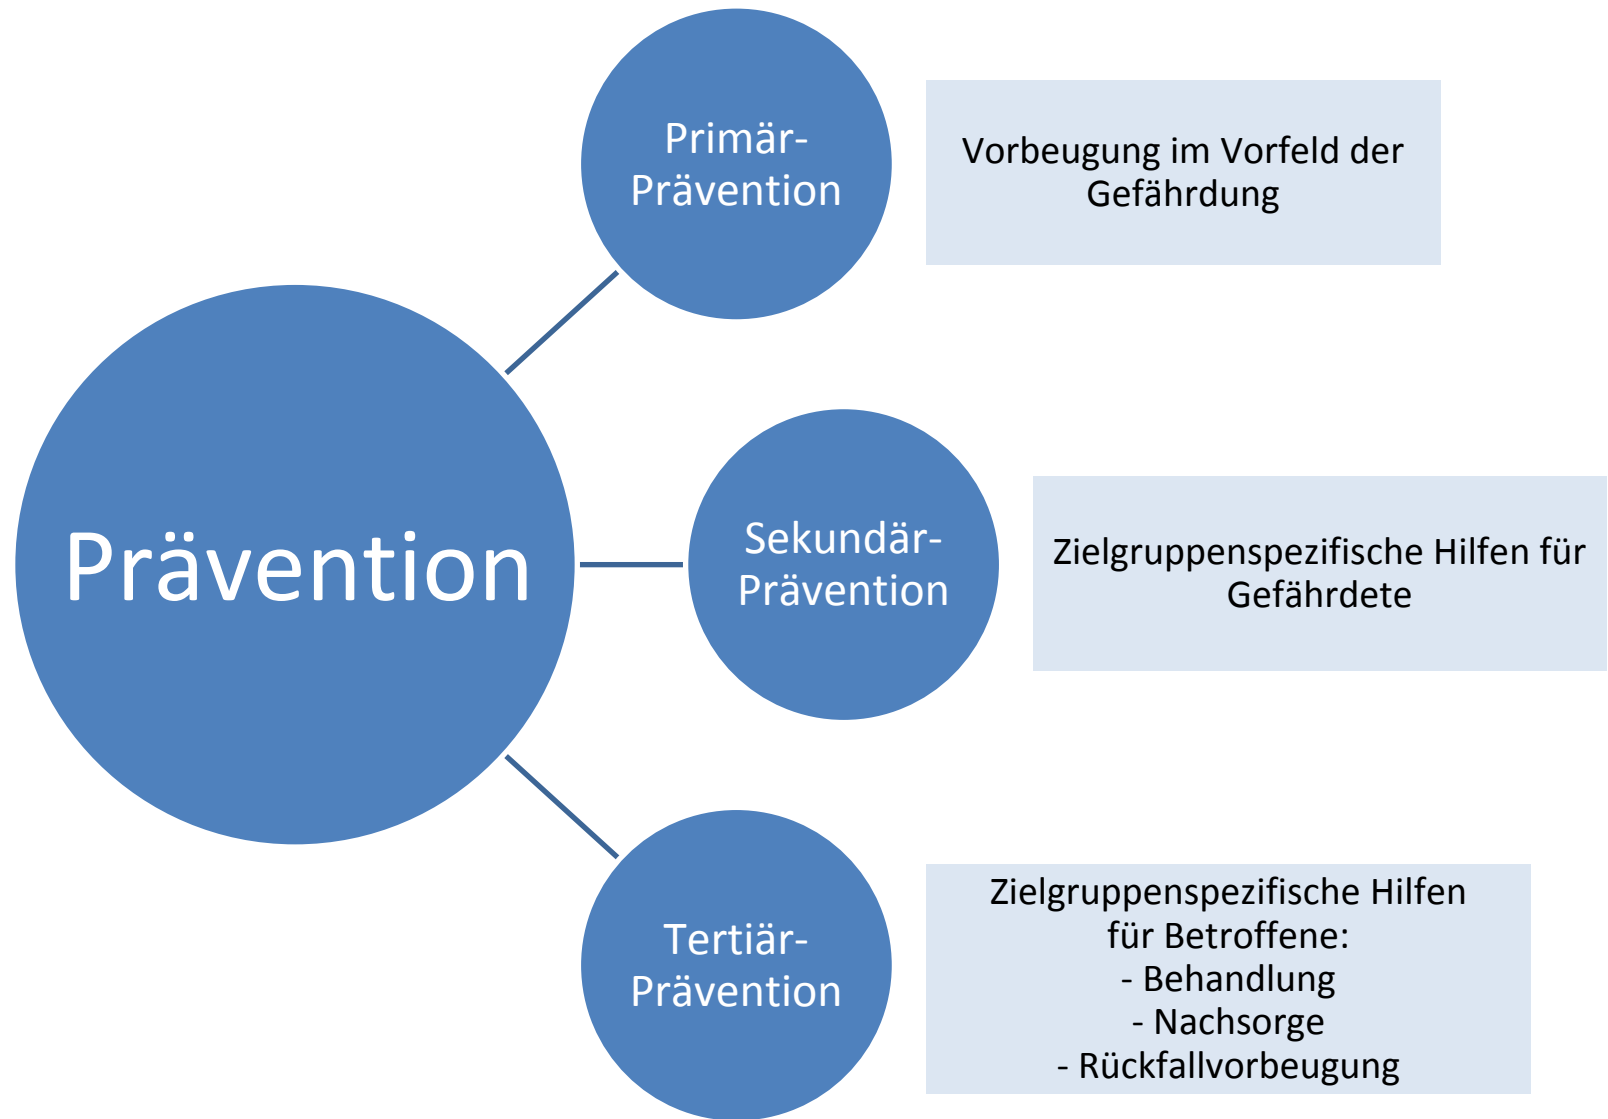 Prävention
Primär-
Prävention
Vorbeugung im Vorfeld der
Gefährdung
Sekundär-
Prävention
Zielgruppenspezifische Hilfen für
Gefährdete
Tertiär-
Prävention
Zielgruppenspezifische Hilfen
für Betroffene:
- Behandlung
- Nachsorge
- Rückfallvorbeugung